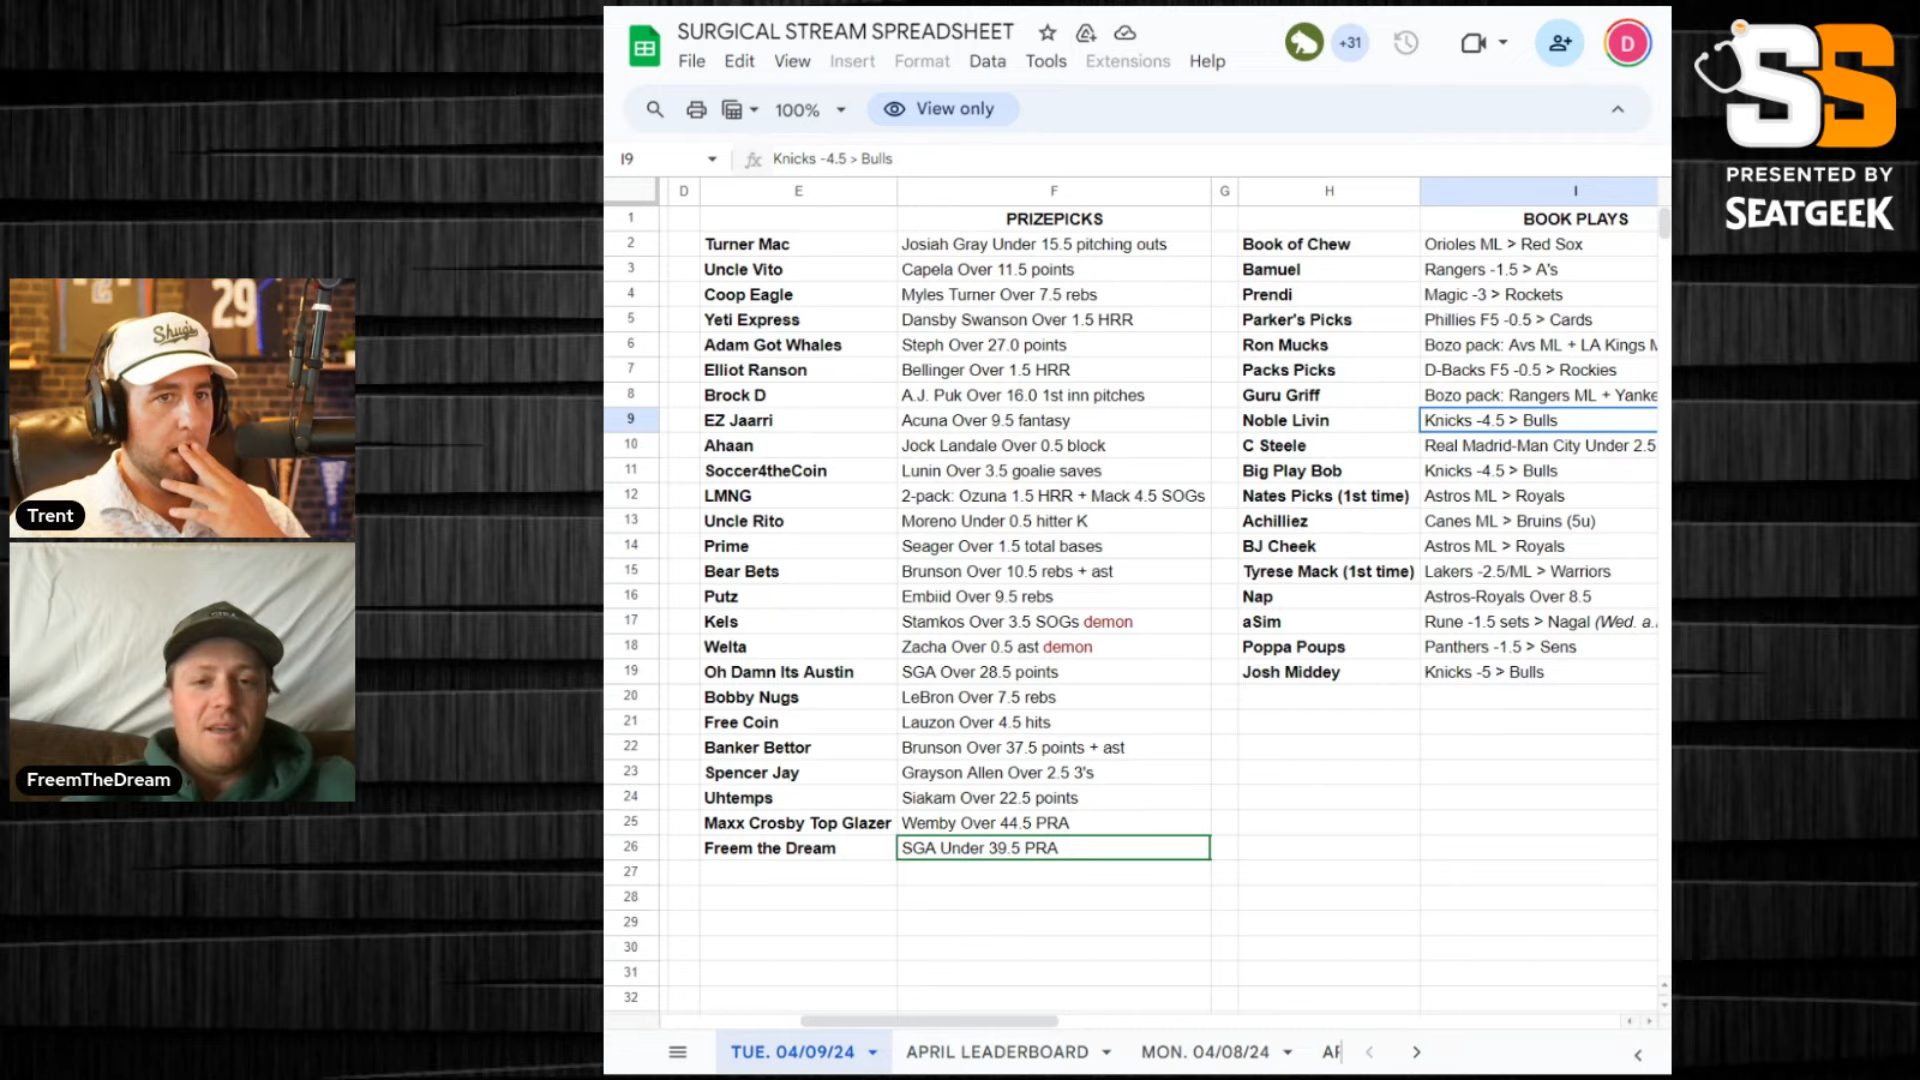 SURGICAL STREAM SPREADSHEET
File Edit View Insert Format Data Tools Extensions Help
+31
D
100% View only
I9 fx Knicks -4.5 > Bulls
D E F G H I
1 PRIZEPICKS BOOK PLAYS
2 Turner Mac Josiah Gray Under 15.5 pitching outs Book of Chew Orioles ML > Red Sox
3 Uncle Vito Capela Over 11.5 points Bamuel Rangers -1.5 > A's
4 Coop Eagle Myles Turner Over 7.5 rebs Prendi Magic -3 > Rockets
5 Yeti Express Dansby Swanson Over 1.5 HRR Parker's Picks Phillies F5 -0.5 > Cards
6 Adam Got Whales Steph Over 27.0 points Ron Mucks Bozo pack: Avs ML + LA Kings M
7 Elliot Ranson Bellinger Over 1.5 HRR Packs Picks D-Backs F5 -0.5 > Rockies
8 Brock D A.J. Puk Over 16.0 1st inn pitches Guru Griff Bozo pack: Rangers ML + Yanke
9 EZ Jaarri Acuna Over 9.5 fantasy Noble Livin Knicks -4.5 > Bulls
10 Ahaan Jock Landale Over 0.5 block C Steele Real Madrid-Man City Under 2.5
11 Soccer4theCoin Lunin Over 3.5 goalie saves Big Play Bob Knicks -4.5 > Bulls
12 LMNG 2-pack: Ozuna 1.5 HRR + Mack 4.5 SOGs Nates Picks (1st time) Astros ML > Royals
13 Uncle Rito Moreno Under 0.5 hitter K Achilliez Canes ML > Bruins (5u)
14 Prime Seager Over 1.5 total bases BJ Cheek Astros ML > Royals
15 Bear Bets Brunson Over 10.5 rebs + ast Tyrese Mack (1st time) Lakers -2.5/ML > Warriors
16 Putz Embiid Over 9.5 rebs Nap Astros-Royals Over 8.5
17 Kels Stamkos Over 3.5 SOGs demon aSim Rune -1.5 sets > Nagal (Wed. a.
18 Welta Zacha Over 0.5 ast demon Poppa Poups Panthers -1.5 > Sens
19 Oh Damn Its Austin SGA Over 28.5 points Josh Middey Knicks -5 > Bulls
20 Bobby Nugs LeBron Over 7.5 rebs
21 Free Coin Lauzon Over 4.5 hits
22 Banker Bettor Brunson Over 37.5 points + ast
23 Spencer Jay Grayson Allen Over 2.5 3's
24 Uhtemps Siakam Over 22.5 points
25 Maxx Crosby Top Glazer Wemby Over 44.5 PRA
26 Freem the Dream SGA Under 39.5 PRA
27
28
29
30
31
32
TUE. 04/09/24 APRIL LEADERBOARD MON. 04/08/24 AP
29
Shug's
Trent
FreemTheDream
SS
PRESENTED BY
SEATGEEK